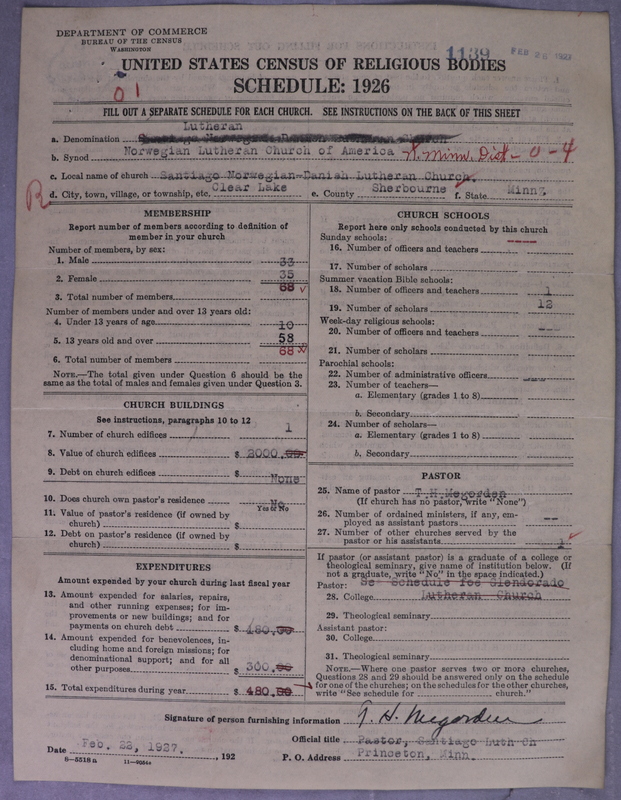 DEPARTMENT OF COMMERCE
BUREAU OF THE CENSUS
WASHINGTON
1139
FEB 26 1927
UNITED STATES CENSUS OF RELIGIOUS BODIES
SCHEDULE: 1926
01
FILL OUT A SEPARATE SCHEDULE FOR EACH CHURCH. SEE INSTRUCTIONS ON THE BACK OF THIS SHEET
Lutheran
a. Denomination
b. Synod Norwegian Lutheran Church of America N. Minn. Dist - 0-4
c. Local name of church Santiago Norwegian-Danish Lutheran Church.
R
d. City, town, village, or township, etc. Clear Lake e. County Sherbourne f. State Minn.
MEMBERSHIP
Report number of members according to definition of
member in your church
Number of members, by sex:
1. Male 33
2. Female 35
3. Total number of members 68
Number of members under and over 13 years old:
4. Under 13 years of age 10
5. 13 years old and over 58
6. Total number of members 68
NOTE.—The total given under Question 6 should be the
same as the total of males and females given under Question 3.
CHURCH BUILDINGS
See instructions, paragraphs 10 to 12
7. Number of church edifices 1
8. Value of church edifices $ 2000.00
9. Debt on church edifices $ None
10. Does church own pastor's residence No
Yes or No
11. Value of pastor's residence (if owned by
church) $
12. Debt on pastor's residence (if owned by
church) $
EXPENDITURES
Amount expended by your church during last fiscal year
13. Amount expended for salaries, repairs,
and other running expenses; for im-
provements or new buildings; and for
payments on church debt $ 180.00
14. Amount expended for benevolences, in-
cluding home and foreign missions; for
denominational support; and for all
other purposes $ 300.00
15. Total expenditures during year $ 480.00
CHURCH SCHOOLS
Report here only schools conducted by this church
Sunday schools:
16. Number of officers and teachers
17. Number of scholars
Summer vacation Bible schools:
18. Number of officers and teachers 1
19. Number of scholars 12
Week-day religious schools:
20. Number of officers and teachers ---
21. Number of scholars
Parochial schools:
22. Number of administrative officers
23. Number of teachers—
a. Elementary (grades 1 to 8)
b. Secondary
24. Number of scholars—
a. Elementary (grades 1 to 8)
b. Secondary
PASTOR
25. Name of pastor T H Megorden
(If church has no pastor, write "None")
26. Number of ordained ministers, if any, em-
ployed as assistant pastors --
27. Number of other churches served by the
pastor or his assistants 1
If pastor (or assistant pastor) is a graduate of a college or
theological seminary, give name of institution below. (If
not a graduate, write "No" in the space indicated.)
Pastor: Se Schedule fos Glendorado
28. College Lutheran Church
29. Theological seminary
Assistant pastor:
30. College
31. Theological seminary
NOTE.—Where one pastor serves two or more churches,
Questions 28 and 29 should be answered only on the schedule
for one of the churches; on the schedules for the other churches,
write "See schedule for church."
Signature of person furnishing information T. H. Megorden
Official title Pastor, Santiago Luth Ch
Date Feb. 22, 1927. , 192 P. O. Address Princeton, Minn.
8—5518 a 11—9054a